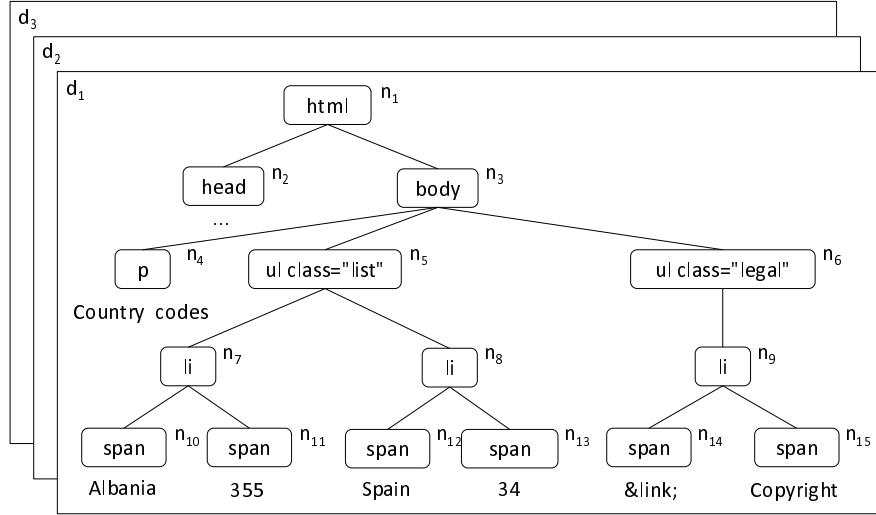 d3
d2
d1
html n1
head n2 body n3
...
p n4 ul class="list" n5 ul class="legal" n6
Country codes
li n7 li n8 li n9
span n10 span n11 span n12 span n13 span n14 span n15
Albania 355 Spain 34 &link; Copyright